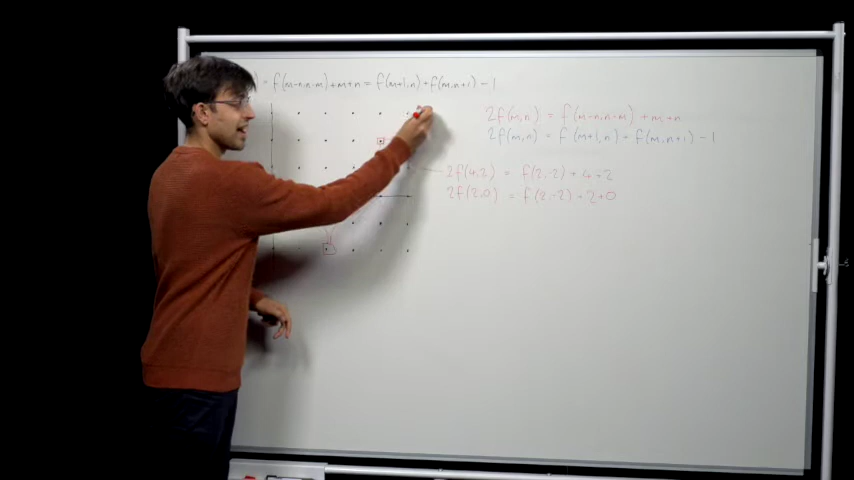 ) = f(m-n,n-m)+m+n = f(m+1,n)+f(m,n+1)-1
2f(m,n) = f(m-n,n-m) + m+n
2f(m,n) = f(m+1,n) + f(m,n+1) -1
2f(4,2) = f(2,-2) + 4+2
2f(2,0) = f(2,-2) + 2+0